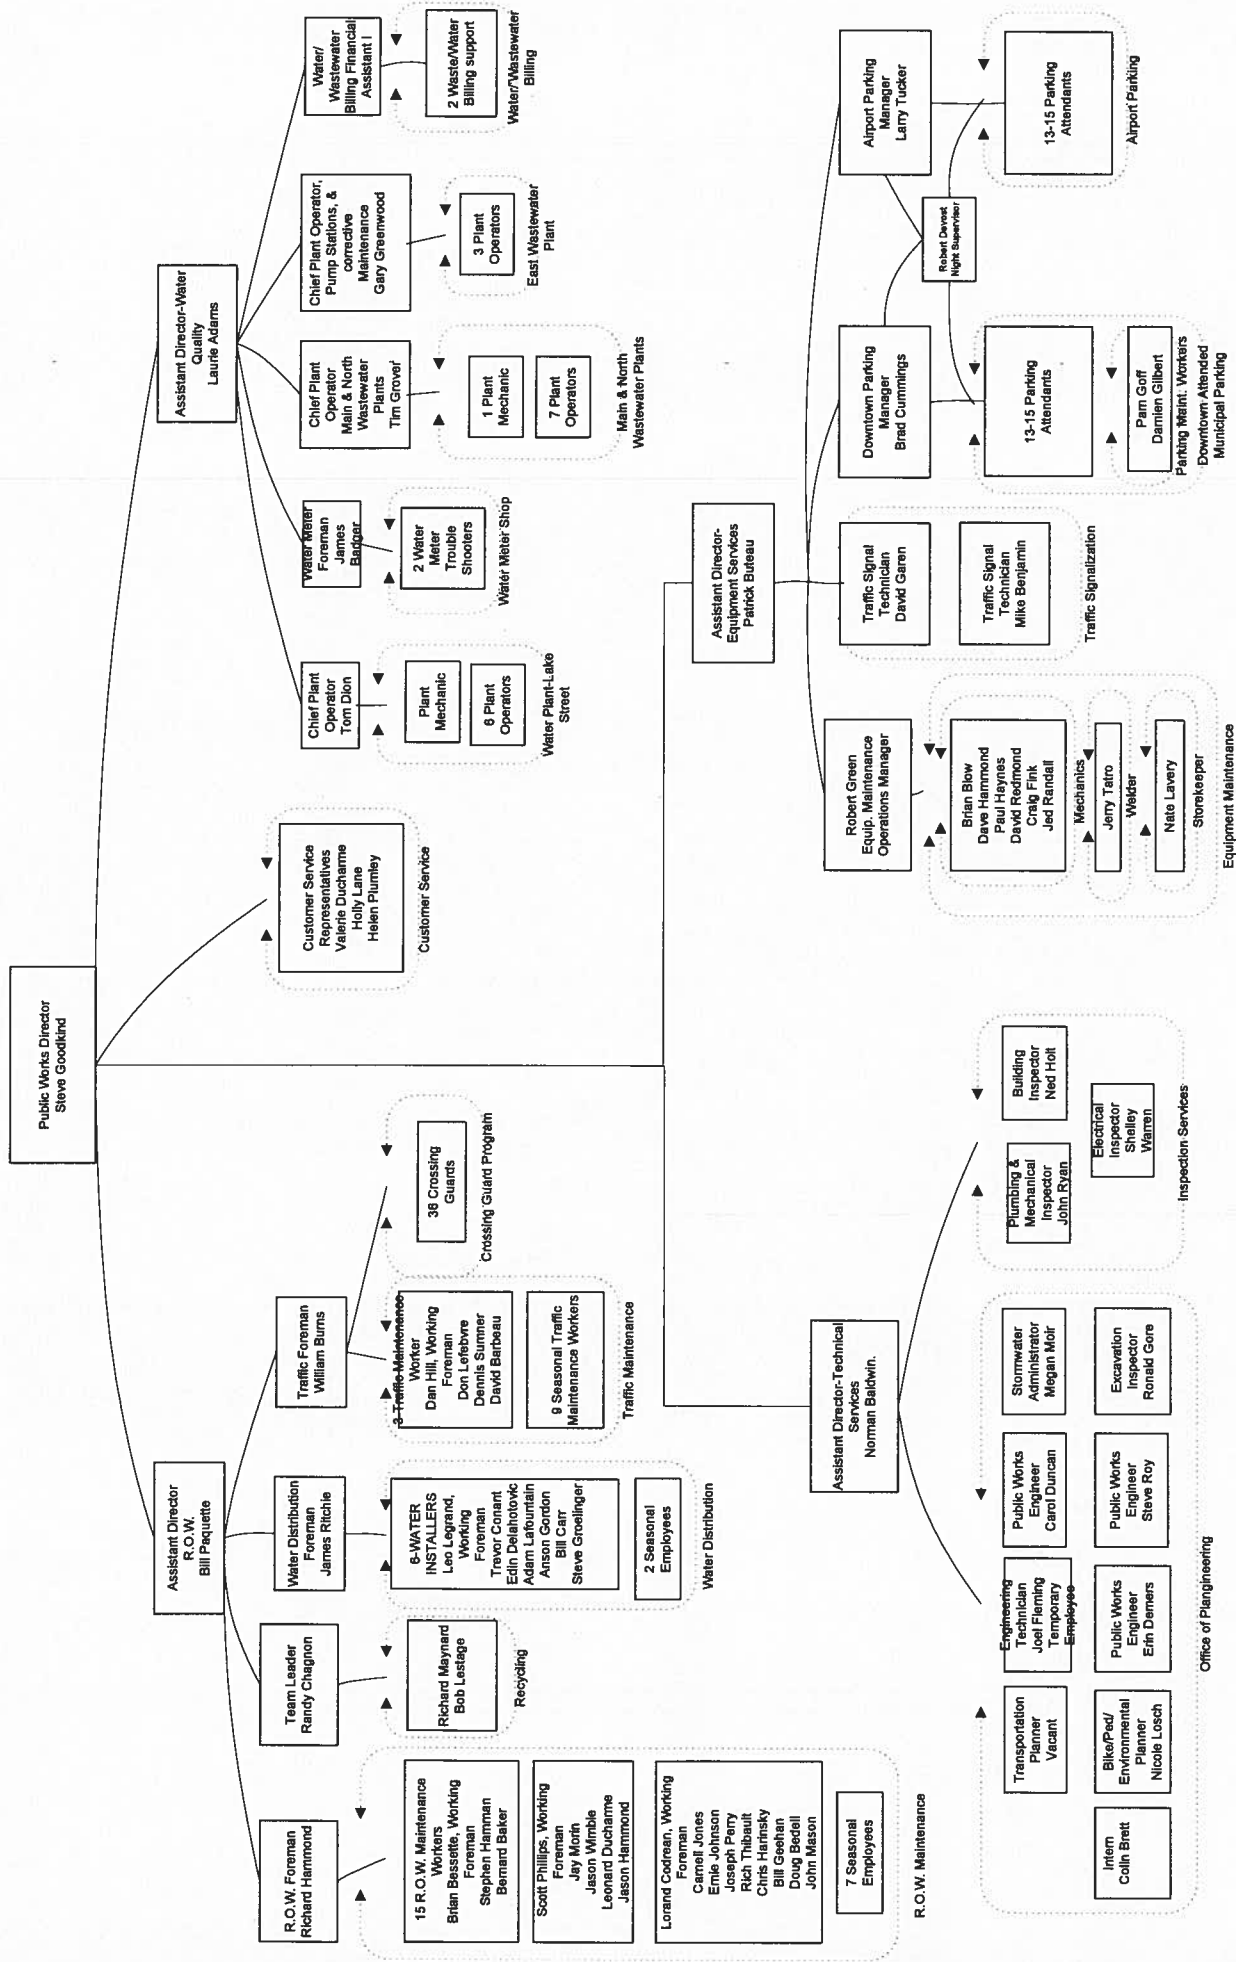 Public Works Director
Steve Goodkind
Assistant Director
R.O.W.
Bill Paquette
R.O.W. Foreman
Richard Hammond
15 R.O.W. Maintenance
Workers
Brian Bessette, Working
Foreman
Stephen Hamman
Bernard Baker
Scott Phillips, Working
Foreman
Jay Morin
Jason Wimble
Leonard Ducharme
Jason Hammond
Lorand Codrean, Working
Foreman
Carnell Jones
Ernie Johnson
Joseph Perry
Rich Thibault
Chris Harinsky
Bill Geehan
Doug Bedell
John Mason
7 Seasonal
Employees
R.O.W. Maintenance
Team Leader
Randy Chagnon
Richard Maynard
Bob Lestage
Recycling
Water Distribution
Foreman
James Ritchie
6-WATER
INSTALLERS
Leo Legrand,
Working
Foreman
Trevor Conant
Edin Delahotovic
Adam Lafountain
Anson Gordon
Bill Carr
Steve Groelinger
2 Seasonal
Employees
Water Distribution
Traffic Foreman
William Burns
3-Traffic Maintenance
Worker
Dan Hill, Working
Foreman
Don Lefebvre
Dennis Sumner
David Barbeau
9 Seasonal Traffic
Maintenance Workers
Traffic Maintenance
36 Crossing
Guards
Crossing Guard Program
Customer Service
Representatives
Valerie Ducharme
Holly Lane
Helen Plumley
Customer Service
Assistant Director-Water
Quality
Laurie Adams
Chief Plant
Operator
Tom Dion
Plant
Mechanic
6 Plant
Operators
Water Plant-Lake
Street
Water Meter
Foreman
James
Badger
2 Water
Meter
Trouble
Shooters
Water Meter Shop
Chief Plant
Operator
Main & North
Wastewater
Plants
Tim Grover
1 Plant
Mechanic
7 Plant
Operators
Main & North
Wastewater Plants
Chief Plant Operator,
Pump Stations, &
corrective
Maintenance
Gary Greenwood
3 Plant
Operators
East Wastewater
Plant
Water/
Wastewater
Billing Financial
Assistant I
2 Waste/Water
Billing support
Water/Wastewater
Billing
Assistant Director-Technical
Services
Norman Baldwin.
Transportation
Planner
Vacant
Engineering
Technician
Joel Fleming
Temporary
Employee
Public Works
Engineer
Carol Duncan
Stormwater
Administrator
Megan Moir
Intern
Colin Brett
Bike/Ped/
Environmental
Planner
Nicole Losch
Public Works
Engineer
Erin Demers
Public Works
Engineer
Steve Roy
Excavation
Inspector
Ronald Gore
Office of Plangineering
Plumbing &
Mechanical
Inspector
John Ryan
Building
Inspector
Ned Holt
Electrical
Inspector
Shelley
Warren
Inspection Services
Assistant Director-
Equipment Services
Patrick Buteau
Robert Green
Equip. Maintenance
Operations Manager
Brian Blow
Dave Hammond
Paul Haynes
David Redmond
Craig Fink
Jed Randall
Mechanics
Jerry Tatro
Welder
Nate Lavery
Storekeeper
Equipment Maintenance
Traffic Signal
Technician
David Garen
Traffic Signal
Technician
Mike Benjamin
Traffic Signalization
Downtown Parking
Manager
Brad Cummings
13-15 Parking
Attendants
Pam Goff
Damien Gilbert
Parking Maint. Workers
Downtown Attended
Municipal Parking
Robert Devost
Night Supervisor
Airport Parking
Manager
Larry Tucker
13-15 Parking
Attendants
Airport Parking